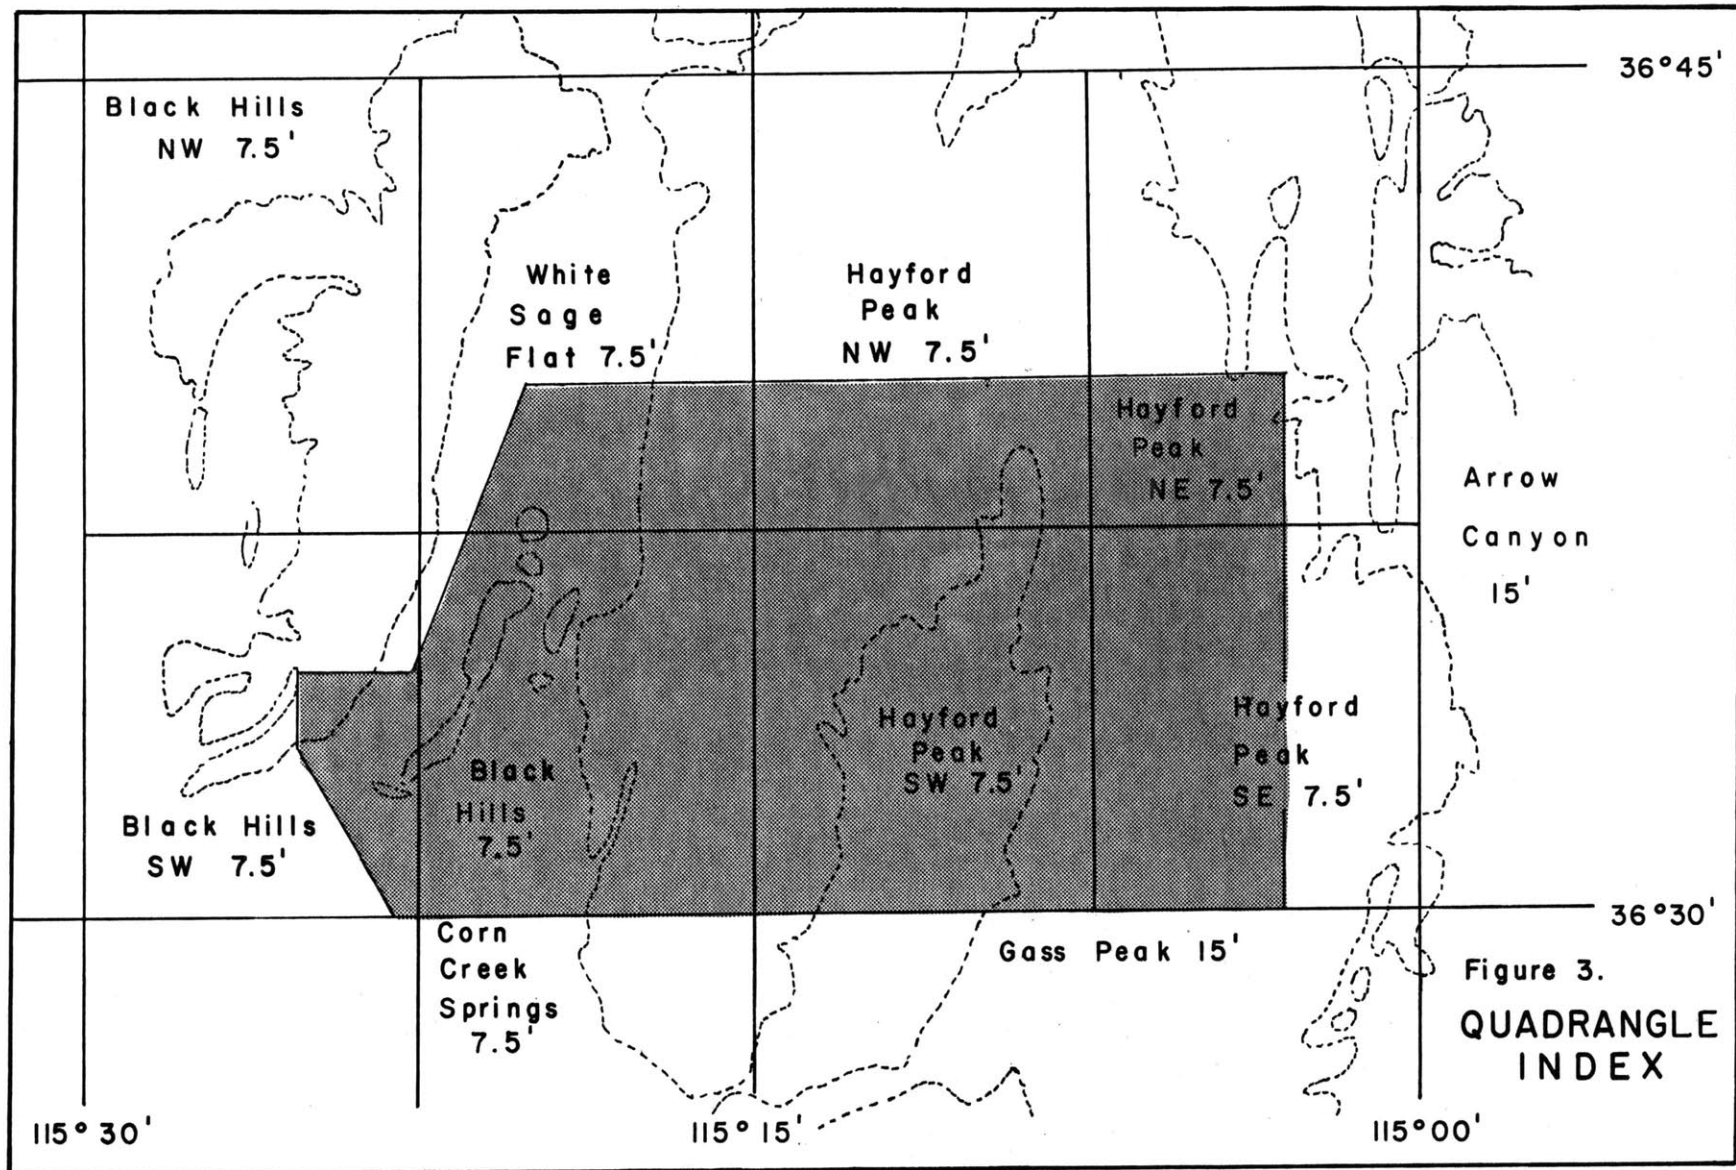 36°45'
Black Hills
NW 7.5'
White
Sage
Flat 7.5'
Hayford
Peak
NW 7.5'
Hayford
Peak
NE 7.5'
Arrow
Canyon
15'
Black Hills
SW 7.5'
Black
Hills
7.5'
Hayford
Peak
SW 7.5'
Hayford
Peak
SE 7.5'
36°30'
Corn
Creek
Springs
7.5'
Gass Peak 15'
Figure 3.
QUADRANGLE
INDEX
115°30'
115°15'
115°00'